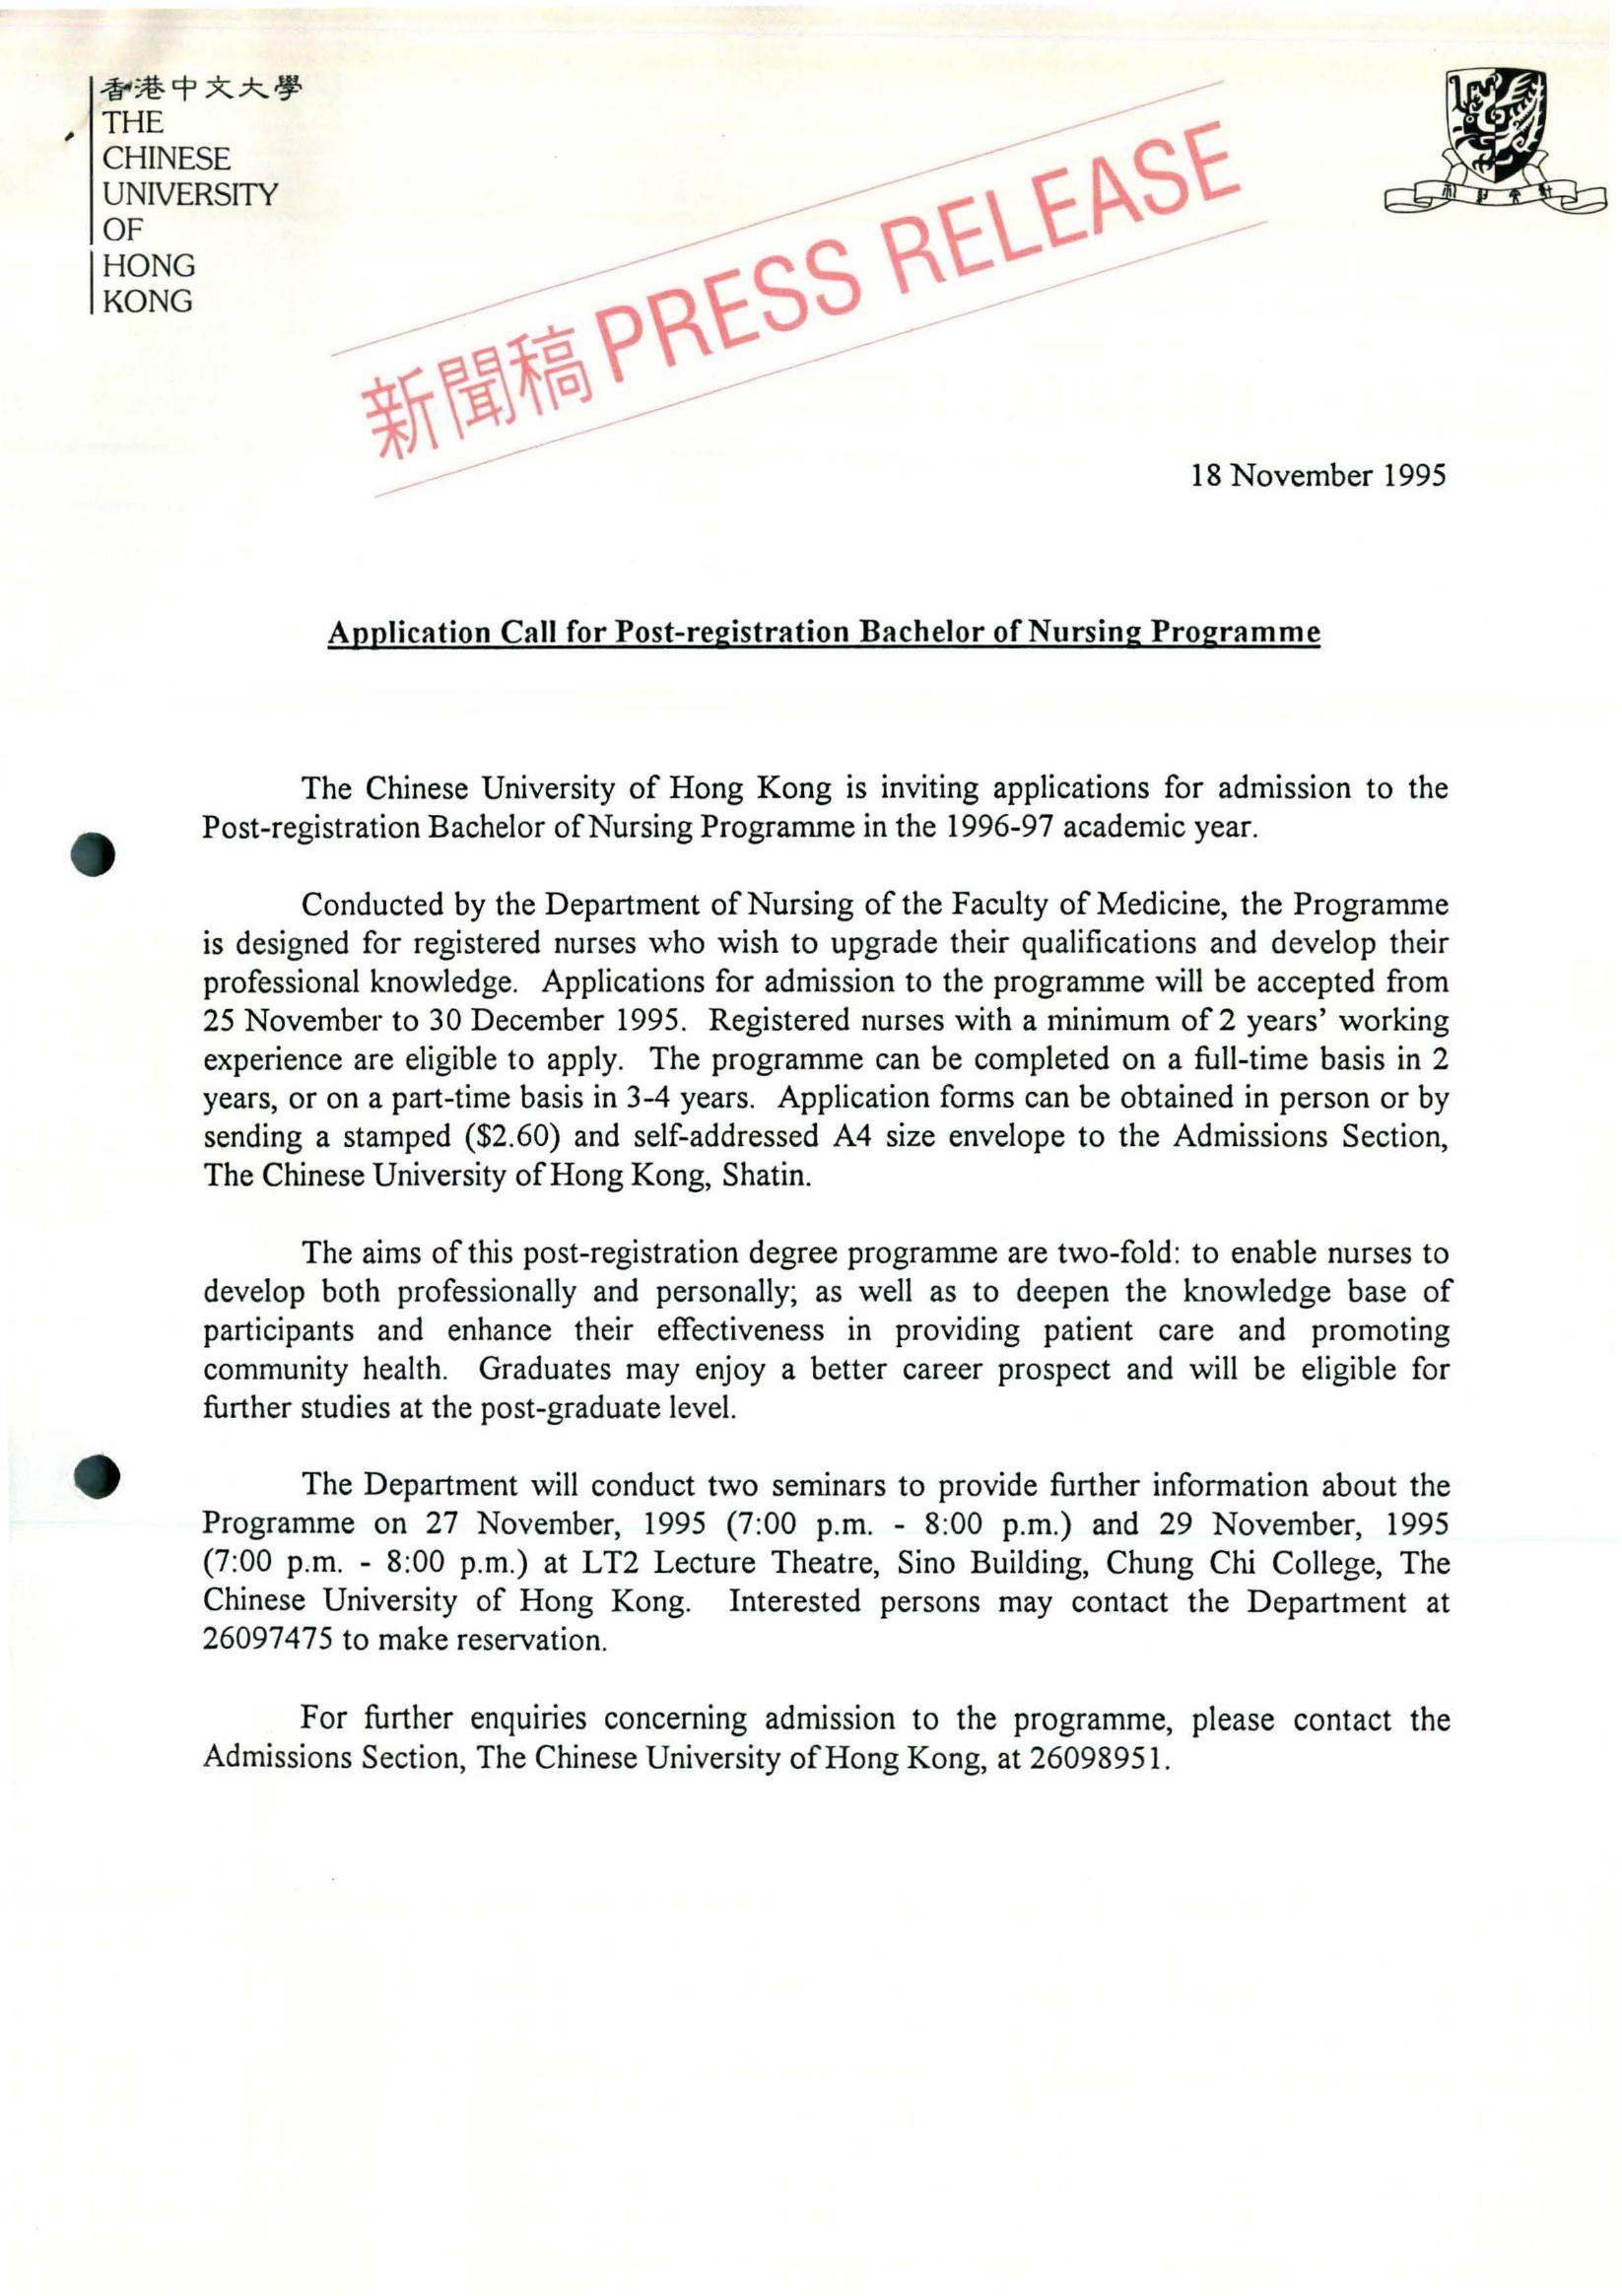 香港中文大學
THE
CHINESE
UNIVERSITY
OF
HONG
KONG
新聞稿 PRESS RELEASE
18 November 1995
Application Call for Post-registration Bachelor of Nursing Programme
The Chinese University of Hong Kong is inviting applications for admission to the
Post-registration Bachelor of Nursing Programme in the 1996-97 academic year.
Conducted by the Department of Nursing of the Faculty of Medicine, the Programme
is designed for registered nurses who wish to upgrade their qualifications and develop their
professional knowledge. Applications for admission to the programme will be accepted from
25 November to 30 December 1995. Registered nurses with a minimum of 2 years’ working
experience are eligible to apply. The programme can be completed on a full-time basis in 2
years, or on a part-time basis in 3-4 years. Application forms can be obtained in person or by
sending a stamped ($2.60) and self-addressed A4 size envelope to the Admissions Section,
The Chinese University of Hong Kong, Shatin.
The aims of this post-registration degree programme are two-fold: to enable nurses to
develop both professionally and personally; as well as to deepen the knowledge base of
participants and enhance their effectiveness in providing patient care and promoting
community health. Graduates may enjoy a better career prospect and will be eligible for
further studies at the post-graduate level.
The Department will conduct two seminars to provide further information about the
Programme on 27 November, 1995 (7:00 p.m. - 8:00 p.m.) and 29 November, 1995
(7:00 p.m. - 8:00 p.m.) at LT2 Lecture Theatre, Sino Building, Chung Chi College, The
Chinese University of Hong Kong. Interested persons may contact the Department at
26097475 to make reservation.
For further enquiries concerning admission to the programme, please contact the
Admissions Section, The Chinese University of Hong Kong, at 26098951.